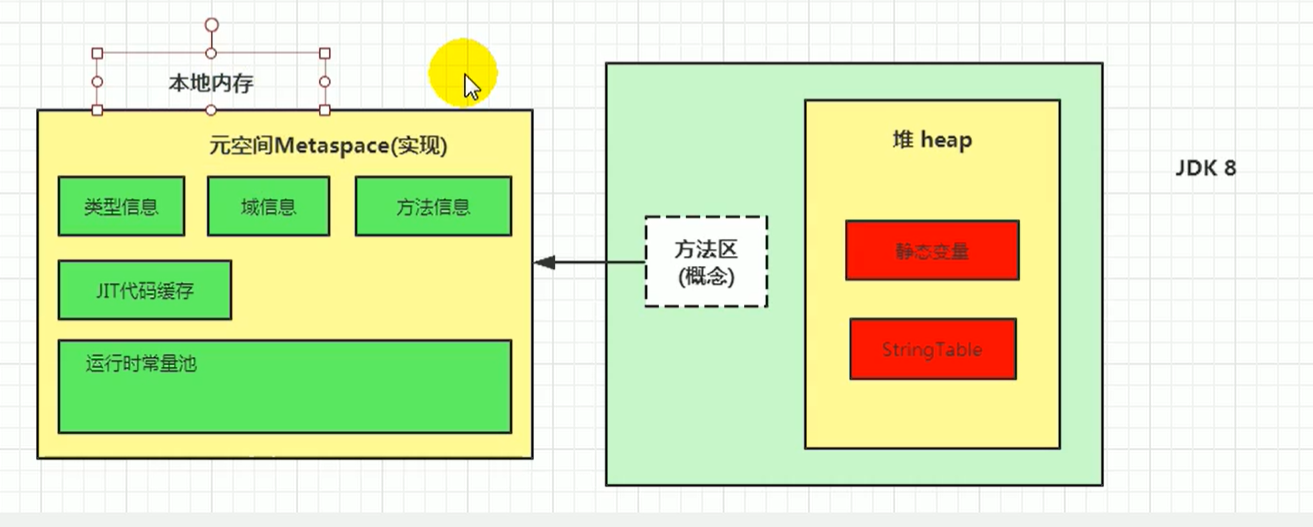 本地内存
元空间Metaspace(实现)
类型信息
域信息
方法信息
JIT代码缓存
运行时常量池
方法区
(概念)
堆 heap
静态变量
StringTable
JDK 8